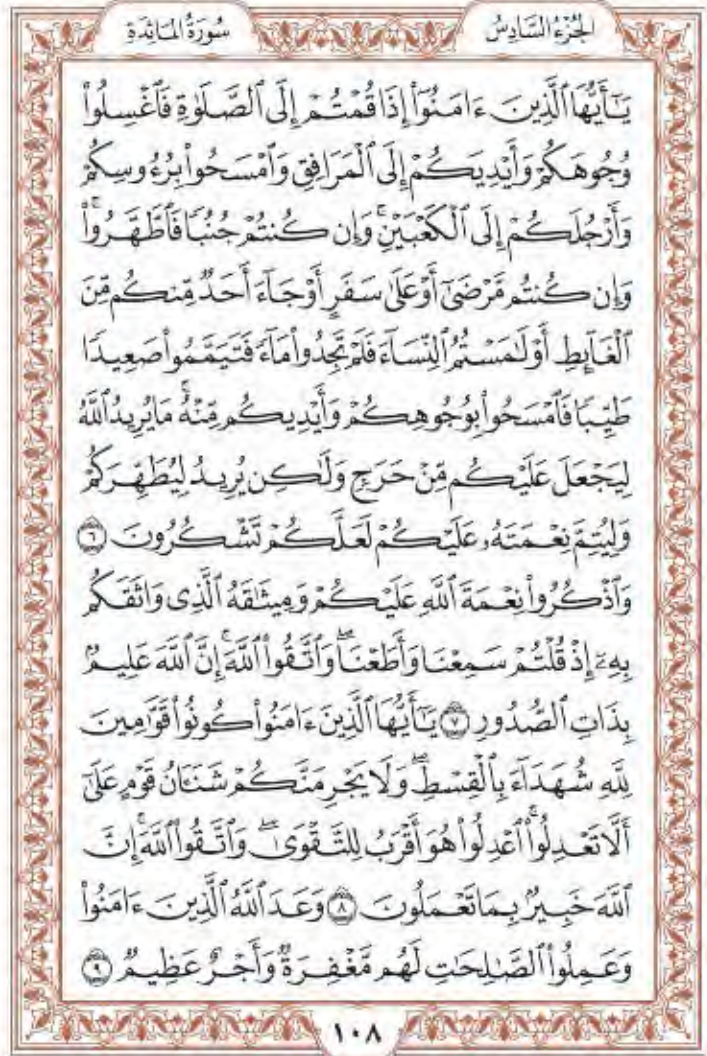 الجُزْءُ السَّادِسُ
سُورَةُ المَائِدَةِ
يَٰٓأَيُّهَا ٱلَّذِينَ ءَامَنُوٓاْ إِذَا قُمْتُمْ إِلَى ٱلصَّلَوٰةِ فَٱغْسِلُواْ
وُجُوهَكُمْ وَأَيْدِيَكُمْ إِلَى ٱلْمَرَافِقِ وَٱمْسَحُواْ بِرُءُوسِكُمْ
وَأَرْجُلَكُمْ إِلَى ٱلْكَعْبَيْنِۚ وَإِن كُنتُمْ جُنُبٗا فَٱطَّهَّرُواْۚ
وَإِن كُنتُم مَّرْضَىٰٓ أَوْ عَلَىٰ سَفَرٍ أَوْ جَآءَ أَحَدٞ مِّنكُم مِّنَ
ٱلْغَآئِطِ أَوْ لَٰمَسْتُمُ ٱلنِّسَآءَ فَلَمْ تَجِدُواْ مَآءٗ فَتَيَمَّمُواْ صَعِيدٗا
طَيِّبٗا فَٱمْسَحُواْ بِوُجُوهِكُمْ وَأَيْدِيكُم مِّنْهُۚ مَا يُرِيدُ ٱللَّهُ
لِيَجْعَلَ عَلَيْكُم مِّنْ حَرَجٖ وَلَٰكِن يُرِيدُ لِيُطَهِّرَكُمْ
وَلِيُتِمَّ نِعْمَتَهُۥ عَلَيْكُمْ لَعَلَّكُمْ تَشْكُرُونَ ٦
وَٱذْكُرُواْ نِعْمَةَ ٱللَّهِ عَلَيْكُمْ وَمِيثَٰقَهُ ٱلَّذِي وَاثَقَكُم
بِهِۦٓ إِذْ قُلْتُمْ سَمِعْنَا وَأَطَعْنَاۖ وَٱتَّقُواْ ٱللَّهَۚ إِنَّ ٱللَّهَ عَلِيمُۢ
بِذَاتِ ٱلصُّدُورِ ٧ يَٰٓأَيُّهَا ٱلَّذِينَ ءَامَنُواْ كُونُواْ قَوَّٰمِينَ
لِلَّهِ شُهَدَآءَ بِٱلْقِسْطِۖ وَلَا يَجْرِمَنَّكُمْ شَنَـَٔانُ قَوْمٍ عَلَىٰٓ
أَلَّا تَعْدِلُواْۚ ٱعْدِلُواْ هُوَ أَقْرَبُ لِلتَّقْوَىٰۖ وَٱتَّقُواْ ٱللَّهَۚ إِنَّ
ٱللَّهَ خَبِيرُۢ بِمَا تَعْمَلُونَ ٨ وَعَدَ ٱللَّهُ ٱلَّذِينَ ءَامَنُواْ
وَعَمِلُواْ ٱلصَّٰلِحَٰتِ لَهُم مَّغْفِرَةٞ وَأَجْرٌ عَظِيمٞ ٩
١٠٨